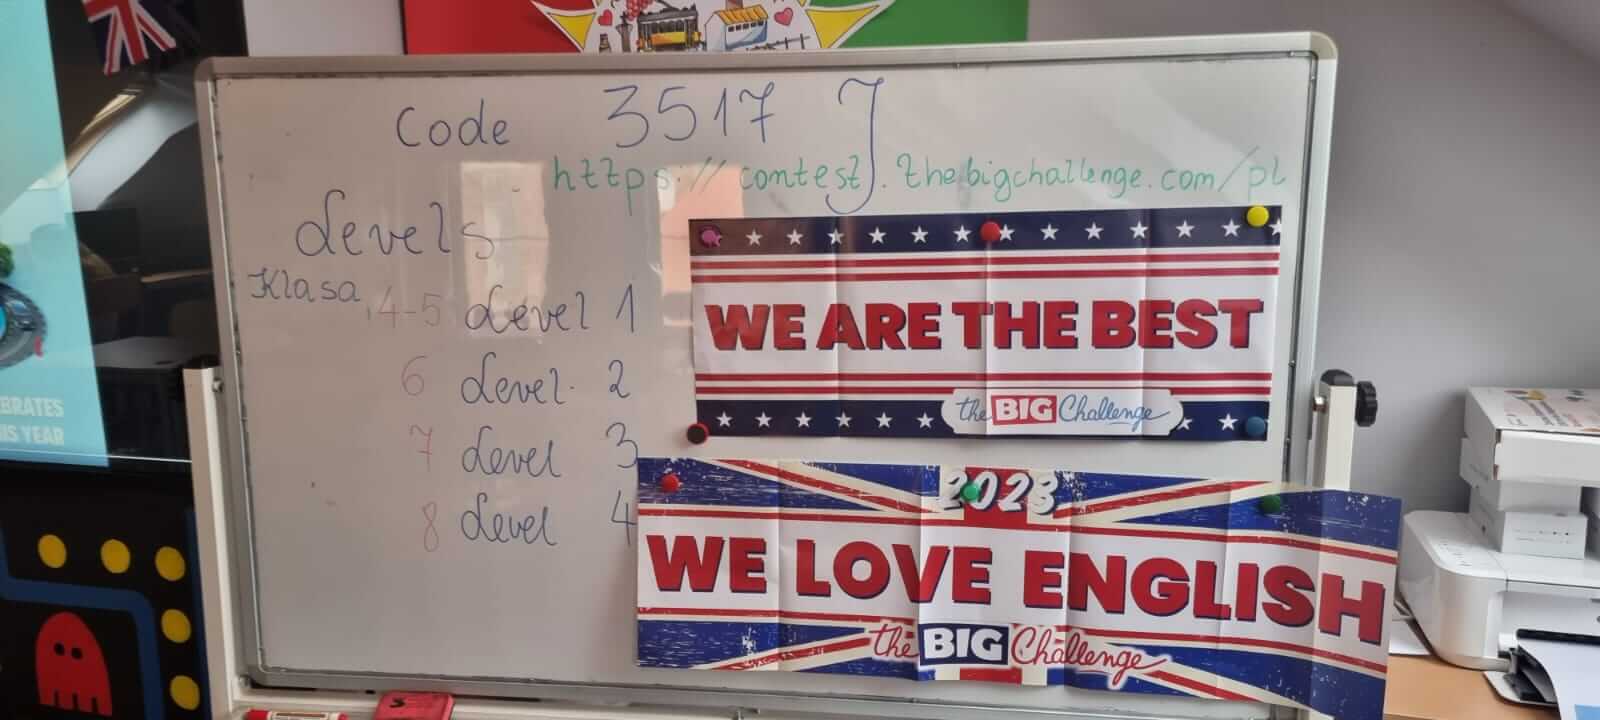 Code 3517 J
https://contest.thebigchallenge.com/pl
Levels
Klasa 4-5 Level 1
6 Level 2
7 Level 3
8 Level 4
WE ARE THE BEST
the BIG Challenge
2023
WE LOVE ENGLISH
the BIG Challenge
YEAR